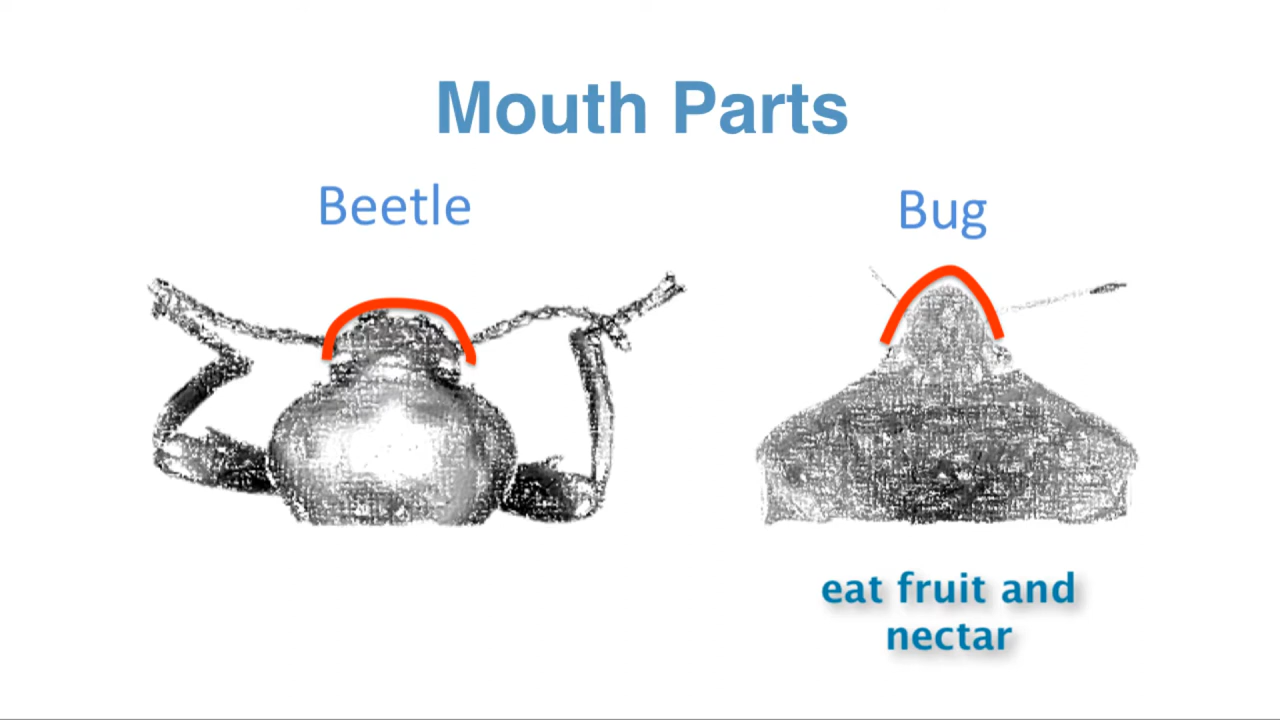 Mouth Parts
Beetle
Bug
eat fruit and
nectar